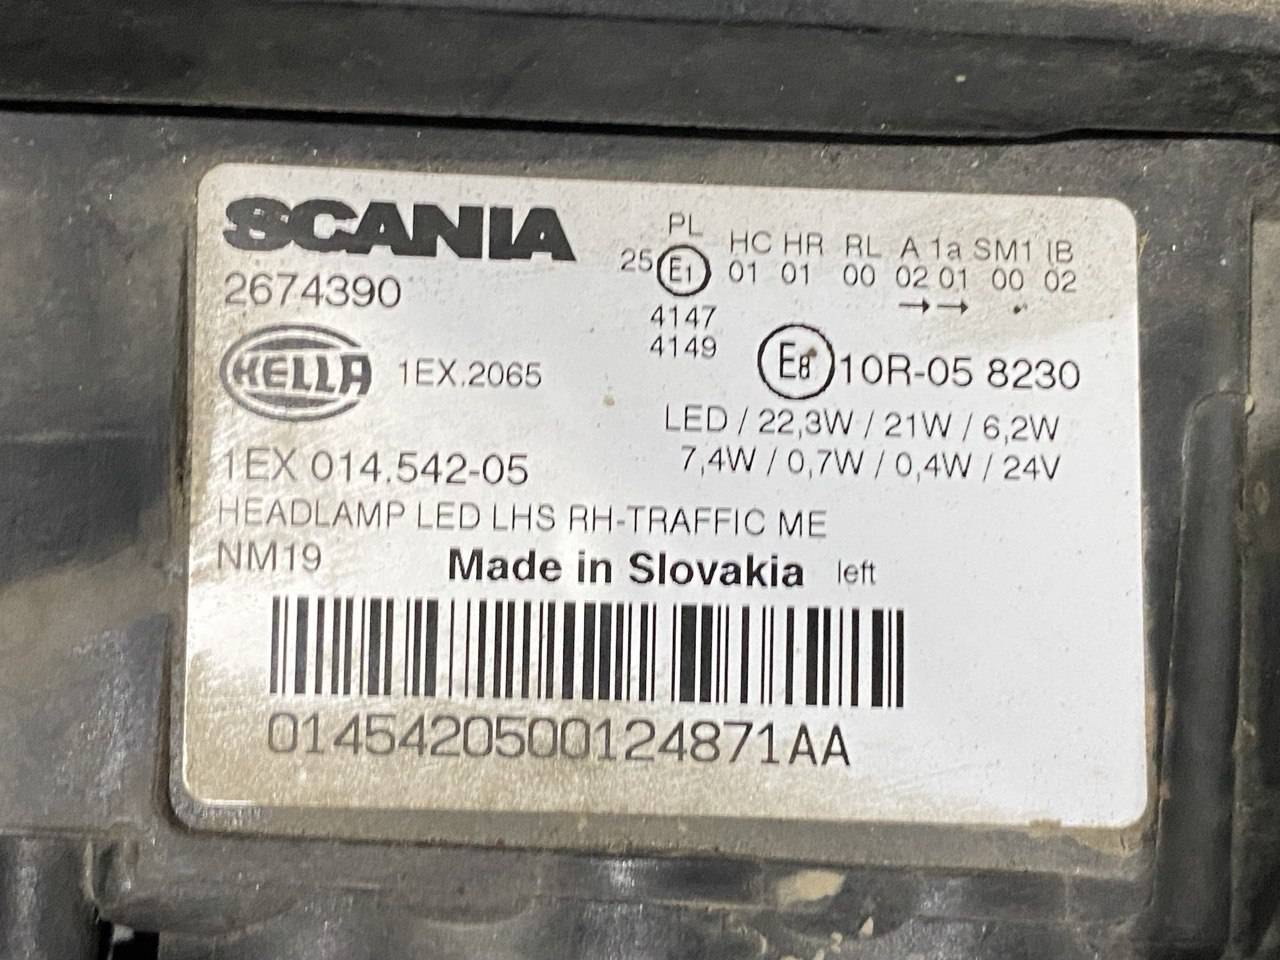 SCANIA
2674390
PL
25 E1 HC HR RL A 1a SM1 IB
01 01 00 02 01 00 02
→ →
4147
4149
HELLA 1EX.2065
E8 10R-05 8230
LED / 22,3W / 21W / 6,2W
7,4W / 0,7W / 0,4W / 24V
1EX 014.542-05
HEADLAMP LED LHS RH-TRAFFIC ME
NM19 Made in Slovakia left
0145420500124871AA